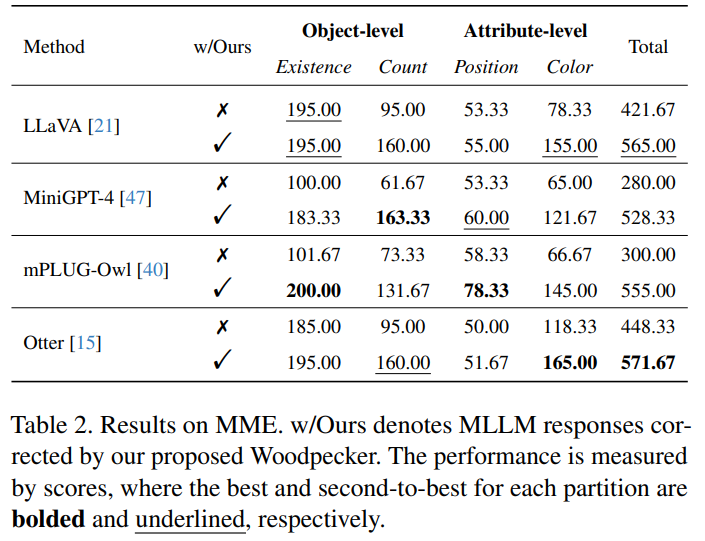 Method w/Ours Object-level Attribute-level Total
Existence Count Position Color
LLaVA [21] ✗ 195.00 95.00 53.33 78.33 421.67
✓ 195.00 160.00 55.00 155.00 565.00
MiniGPT-4 [47] ✗ 100.00 61.67 53.33 65.00 280.00
✓ 183.33 163.33 60.00 121.67 528.33
mPLUG-Owl [40] ✗ 101.67 73.33 58.33 66.67 300.00
✓ 200.00 131.67 78.33 145.00 555.00
Otter [15] ✗ 185.00 95.00 50.00 118.33 448.33
✓ 195.00 160.00 51.67 165.00 571.67
Table 2. Results on MME. w/Ours denotes MLLM responses cor-
rected by our proposed Woodpecker. The performance is measured
by scores, where the best and second-to-best for each partition are
bolded and underlined, respectively.